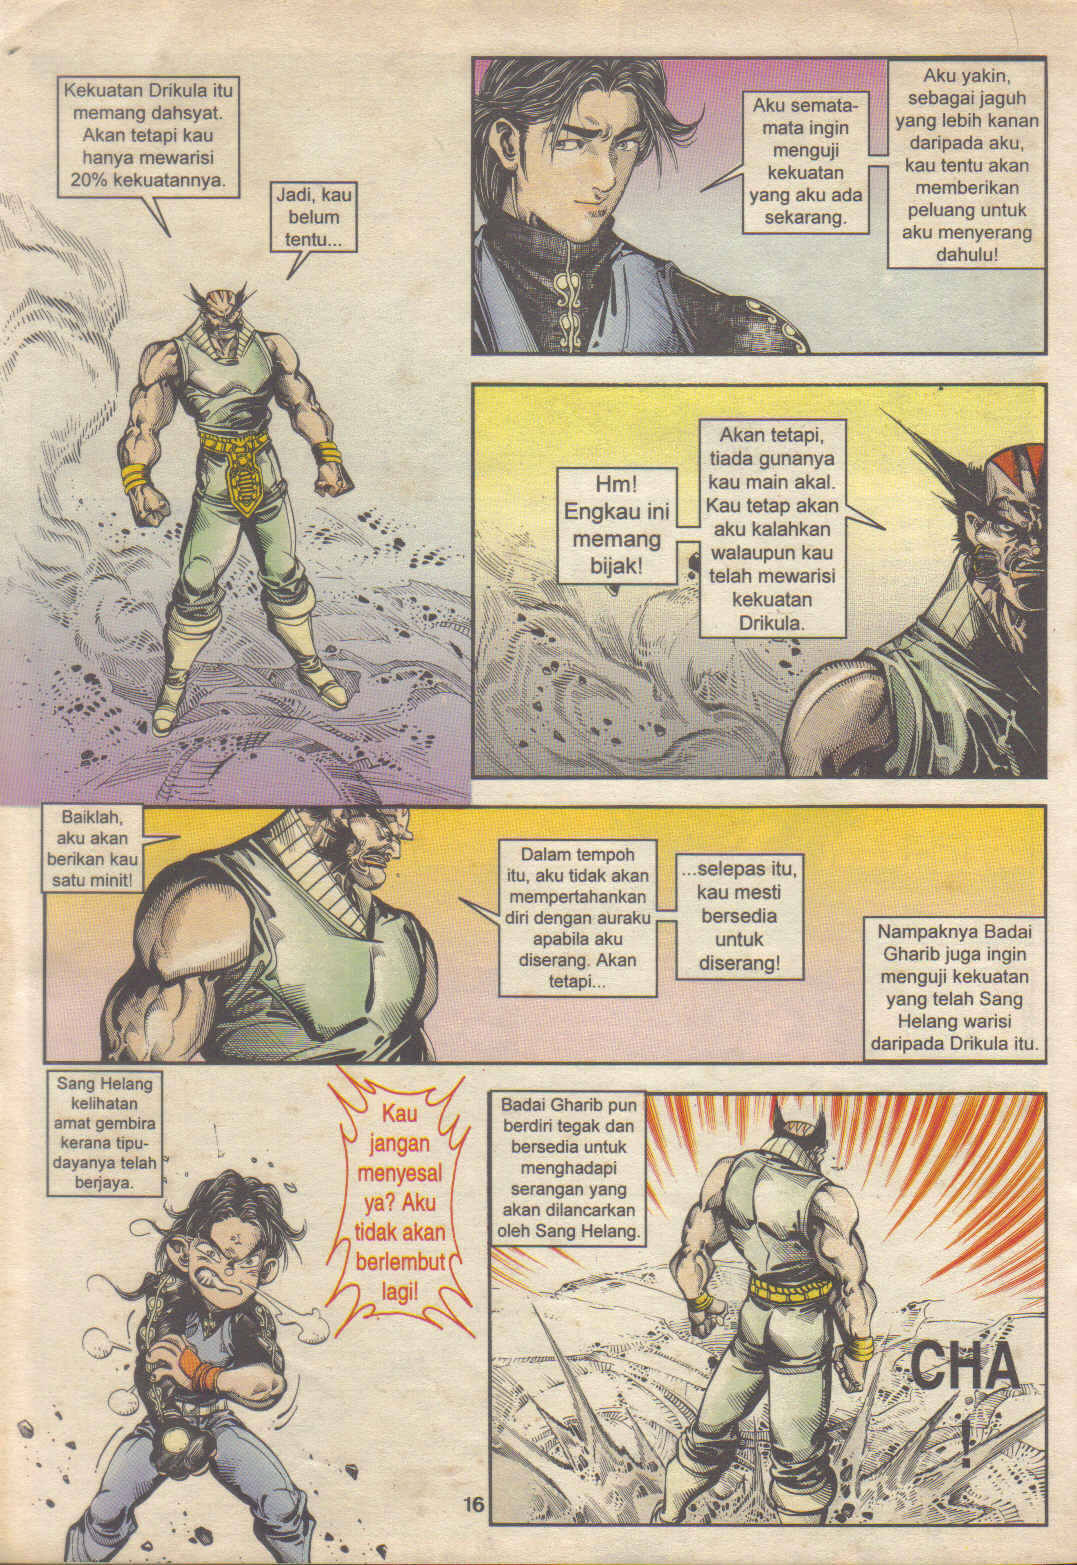 Kekuatan Drikula itu
memang dahsyat.
Akan tetapi kau
hanya mewarisi
20% kekuatannya.
Jadi, kau
belum
tentu...
Aku semata-
mata ingin
menguji
kekuatan
yang aku ada
sekarang.
Aku yakin,
sebagai jaguh
yang lebih kanan
daripada aku,
kau tentu akan
memberikan
peluang untuk
aku menyerang
dahulu!
Hm!
Engkau ini
memang
bijak!
Akan tetapi,
tiada gunanya
kau main akal.
Kau tetap akan
aku kalahkan
walaupun kau
telah mewarisi
kekuatan
Drikula.
Baiklah,
aku akan
berikan kau
satu minit!
Dalam tempoh
itu, aku tidak akan
mempertahankan
diri dengan auraku
apabila aku
diserang. Akan
tetapi...
...selepas itu,
kau mesti
bersedia
untuk
diserang!
Nampaknya Badai
Gharib juga ingin
menguji kekuatan
yang telah Sang
Helang warisi
daripada Drikula itu.
Sang Helang
kelihatan
amat gembira
kerana tipu-
dayanya telah
berjaya.
Kau
jangan
menyesal
ya? Aku
tidak akan
berlembut
lagi!
Badai Gharib pun
berdiri tegak dan
bersedia untuk
menghadapi
serangan yang
akan dilancarkan
oleh Sang Helang.
CHA
!
16